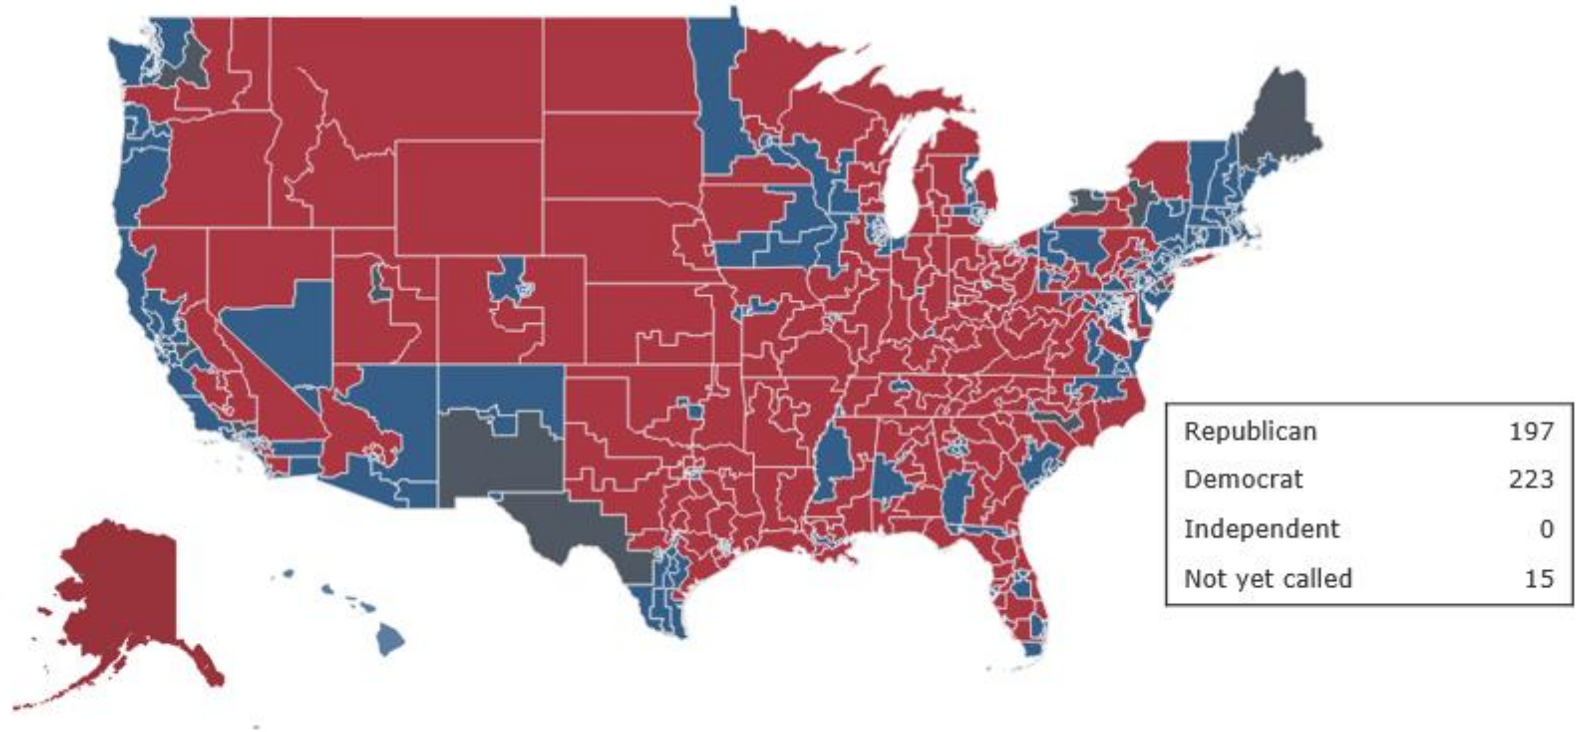 Republican 197
Democrat 223
Independent 0
Not yet called 15